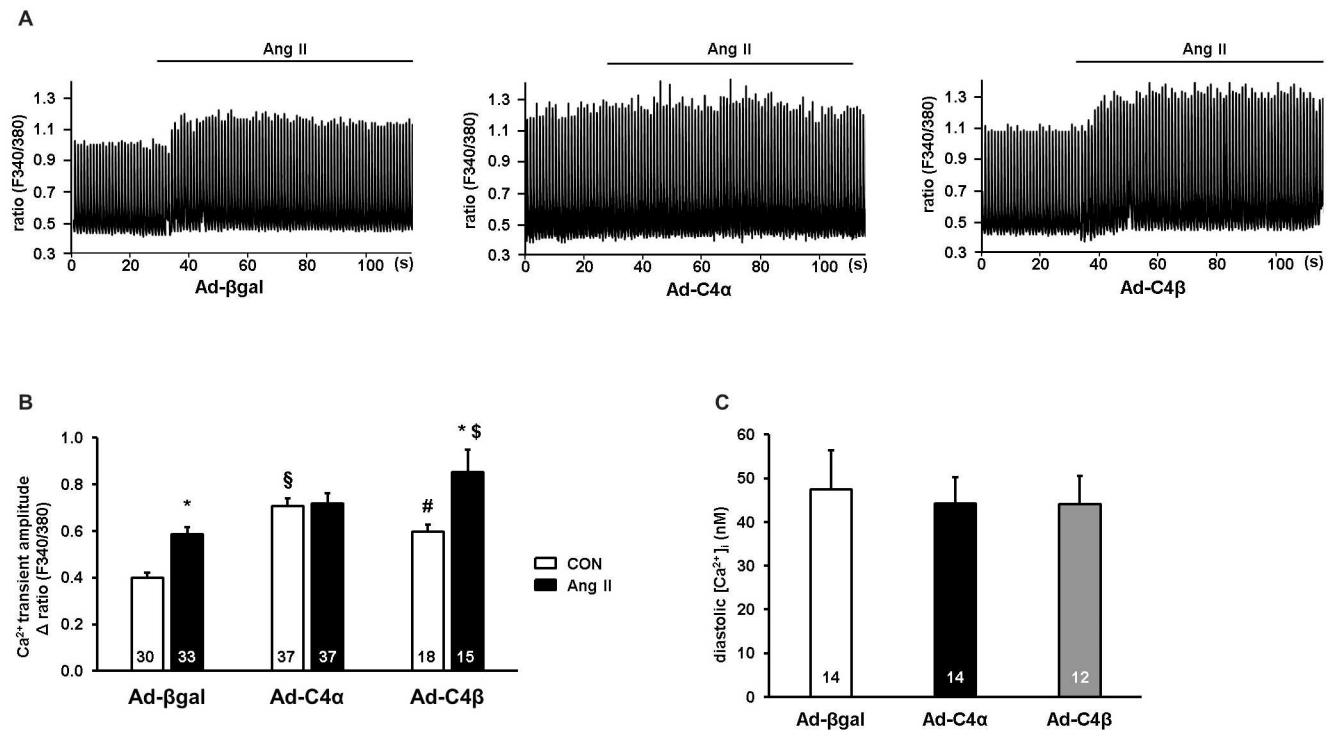 A
Ang II
Ang II
Ang II
ratio (F340/380)
1.3
1.1
0.9
0.7
0.5
0.3
0
20
40
60
80
100
(s)
Ad-βgal
ratio (F340/380)
1.3
1.1
0.9
0.7
0.5
0.3
0
20
40
60
80
100
(s)
Ad-C4α
ratio (F340/380)
1.3
1.1
0.9
0.7
0.5
0.3
0
20
40
60
80
100
(s)
Ad-C4β
B
Ca²⁺ transient amplitude
Δ ratio (F340/380)
1.0
0.8
0.6
0.4
0.2
0.0
*
§
#
* $
30
33
37
37
18
15
Ad-βgal
Ad-C4α
Ad-C4β
CON
Ang II
C
diastolic [Ca²⁺]ᵢ (nM)
60
50
40
30
20
10
0
14
14
12
Ad-βgal
Ad-C4α
Ad-C4β